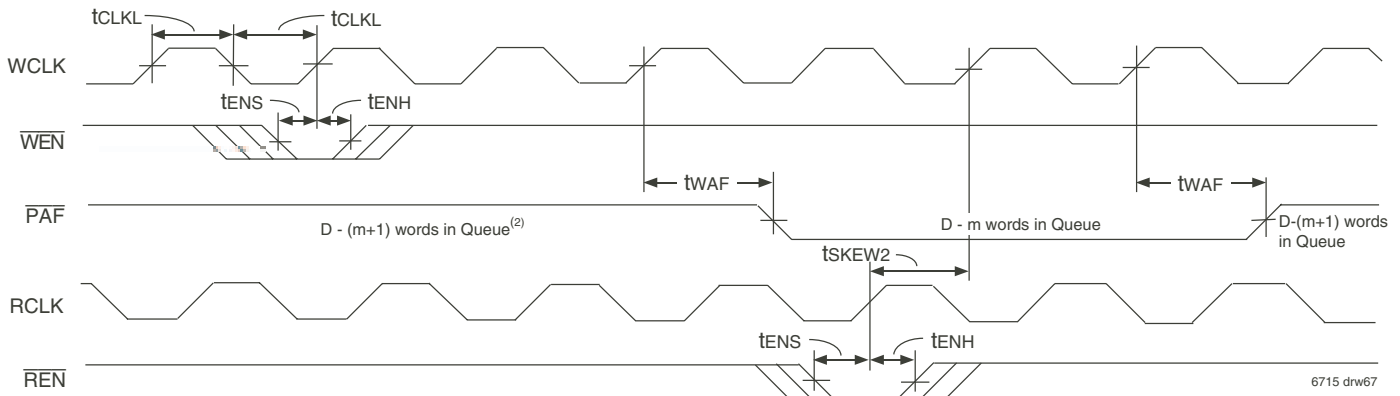 tCLKL tCLKL
WCLK
tENS tENH
WEN
tWAF tWAF
PAF
D - (m+1) words in Queue(2)
D - m words in Queue
D-(m+1) words
in Queue
tSKEW2
RCLK
tENS tENH
REN
6715 drw67